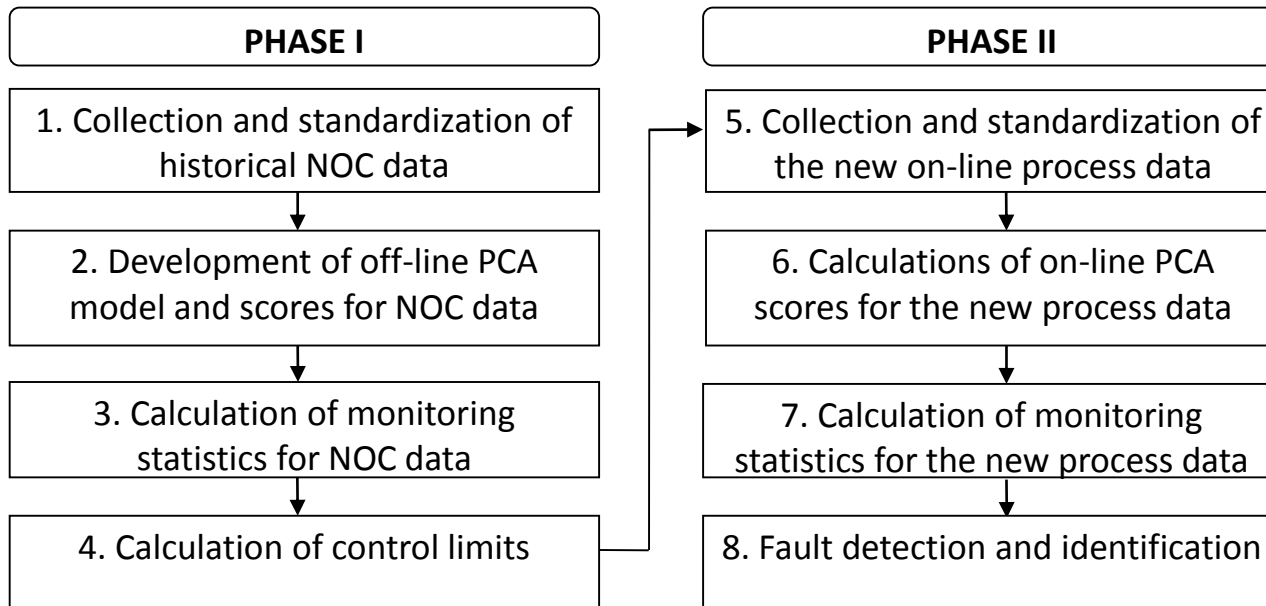 PHASE I
1. Collection and standardization of
historical NOC data
2. Development of off-line PCA
model and scores for NOC data
3. Calculation of monitoring
statistics for NOC data
4. Calculation of control limits
PHASE II
5. Collection and standardization of
the new on-line process data
6. Calculations of on-line PCA
scores for the new process data
7. Calculation of monitoring
statistics for the new process data
8. Fault detection and identification